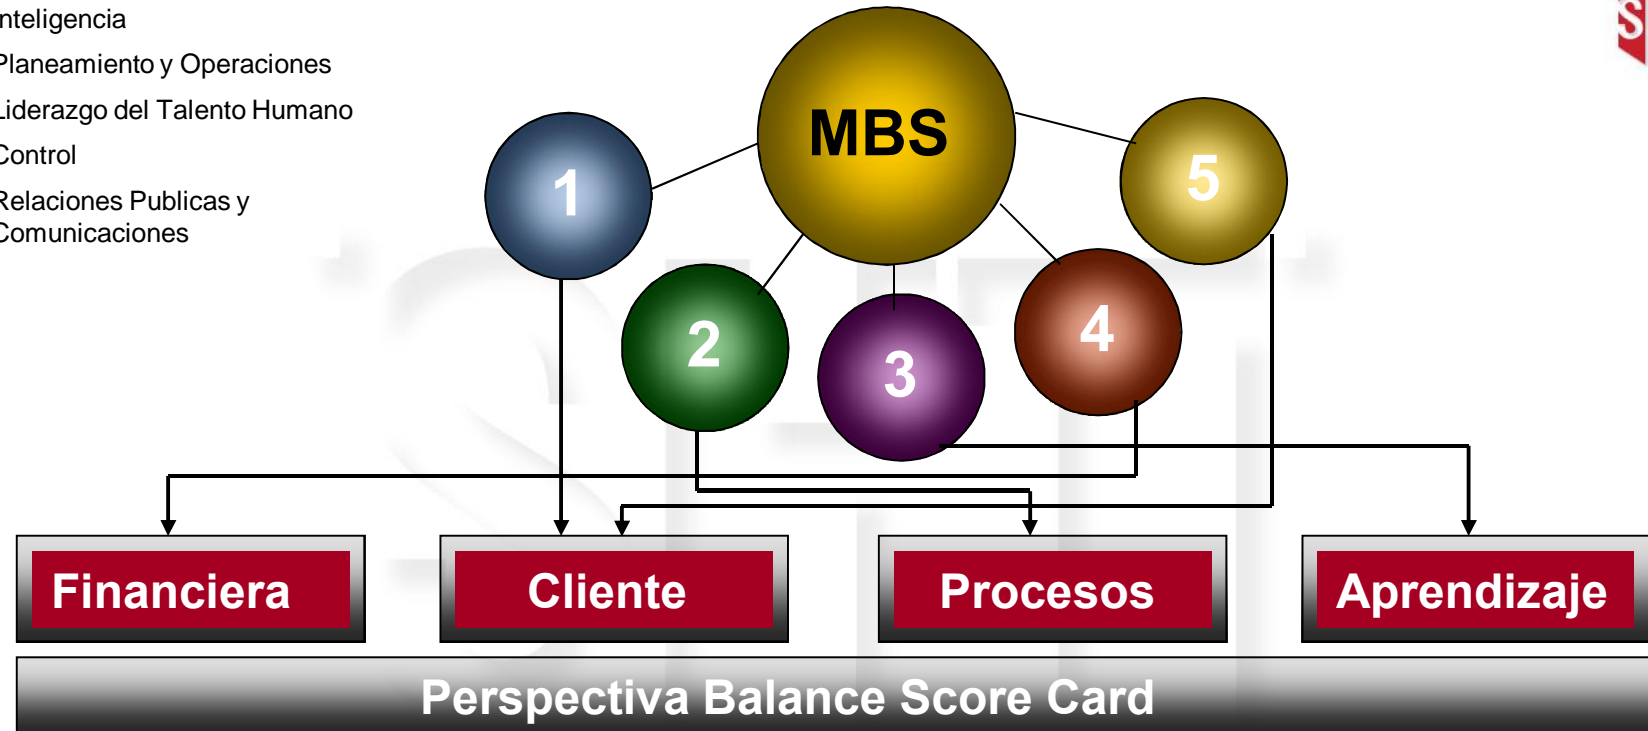 Inteligencia
Planeamiento y Operaciones
Liderazgo del Talento Humano
Control
Relaciones Publicas y
Comunicaciones
MBS
1
5
2
3
4
Financiera
Cliente
Procesos
Aprendizaje
Perspectiva Balance Score Card